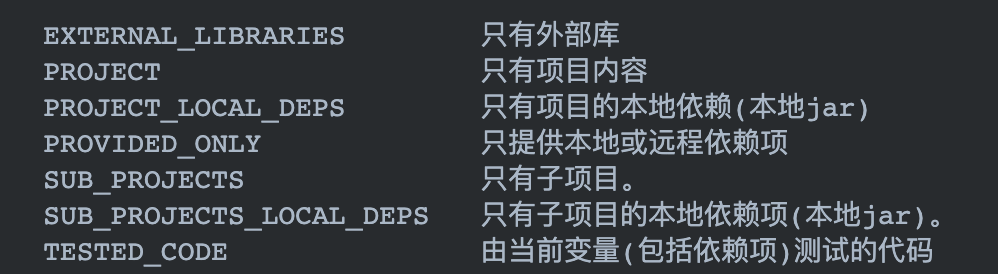 EXTERNAL_LIBRARIES 只有外部库
PROJECT 只有项目内容
PROJECT_LOCAL_DEPS 只有项目的本地依赖(本地jar)
PROVIDED_ONLY 只提供本地或远程依赖项
SUB_PROJECTS 只有子项目。
SUB_PROJECTS_LOCAL_DEPS 只有子项目的本地依赖项(本地jar)。
TESTED_CODE 由当前变量(包括依赖项)测试的代码